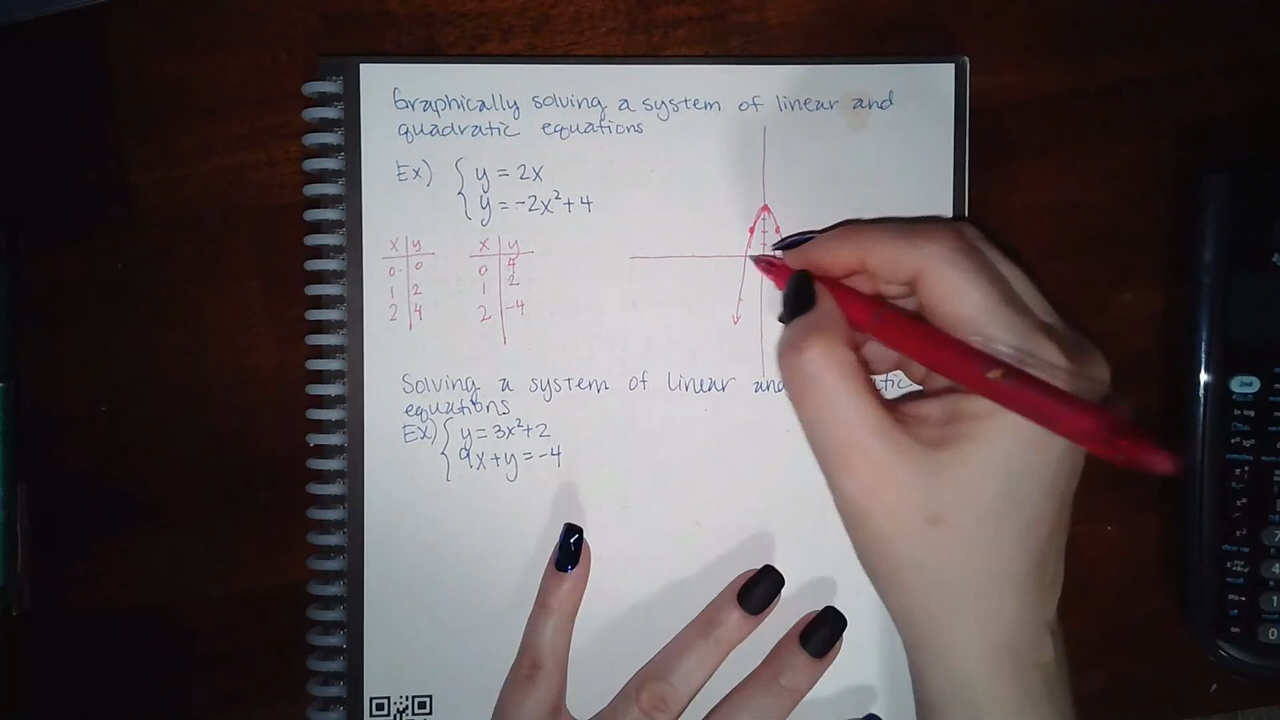 Graphically solving a system of linear and
quadratic equations
Ex) { y = 2x
y = -2x²+4
x | y x | y
0 | 0 0 | 4
1 | 2 1 | 2
2 | 4 2 | -4
Solving a system of linear and
equations
Ex) { y = 3x²+2
9x+y = -4
2nd